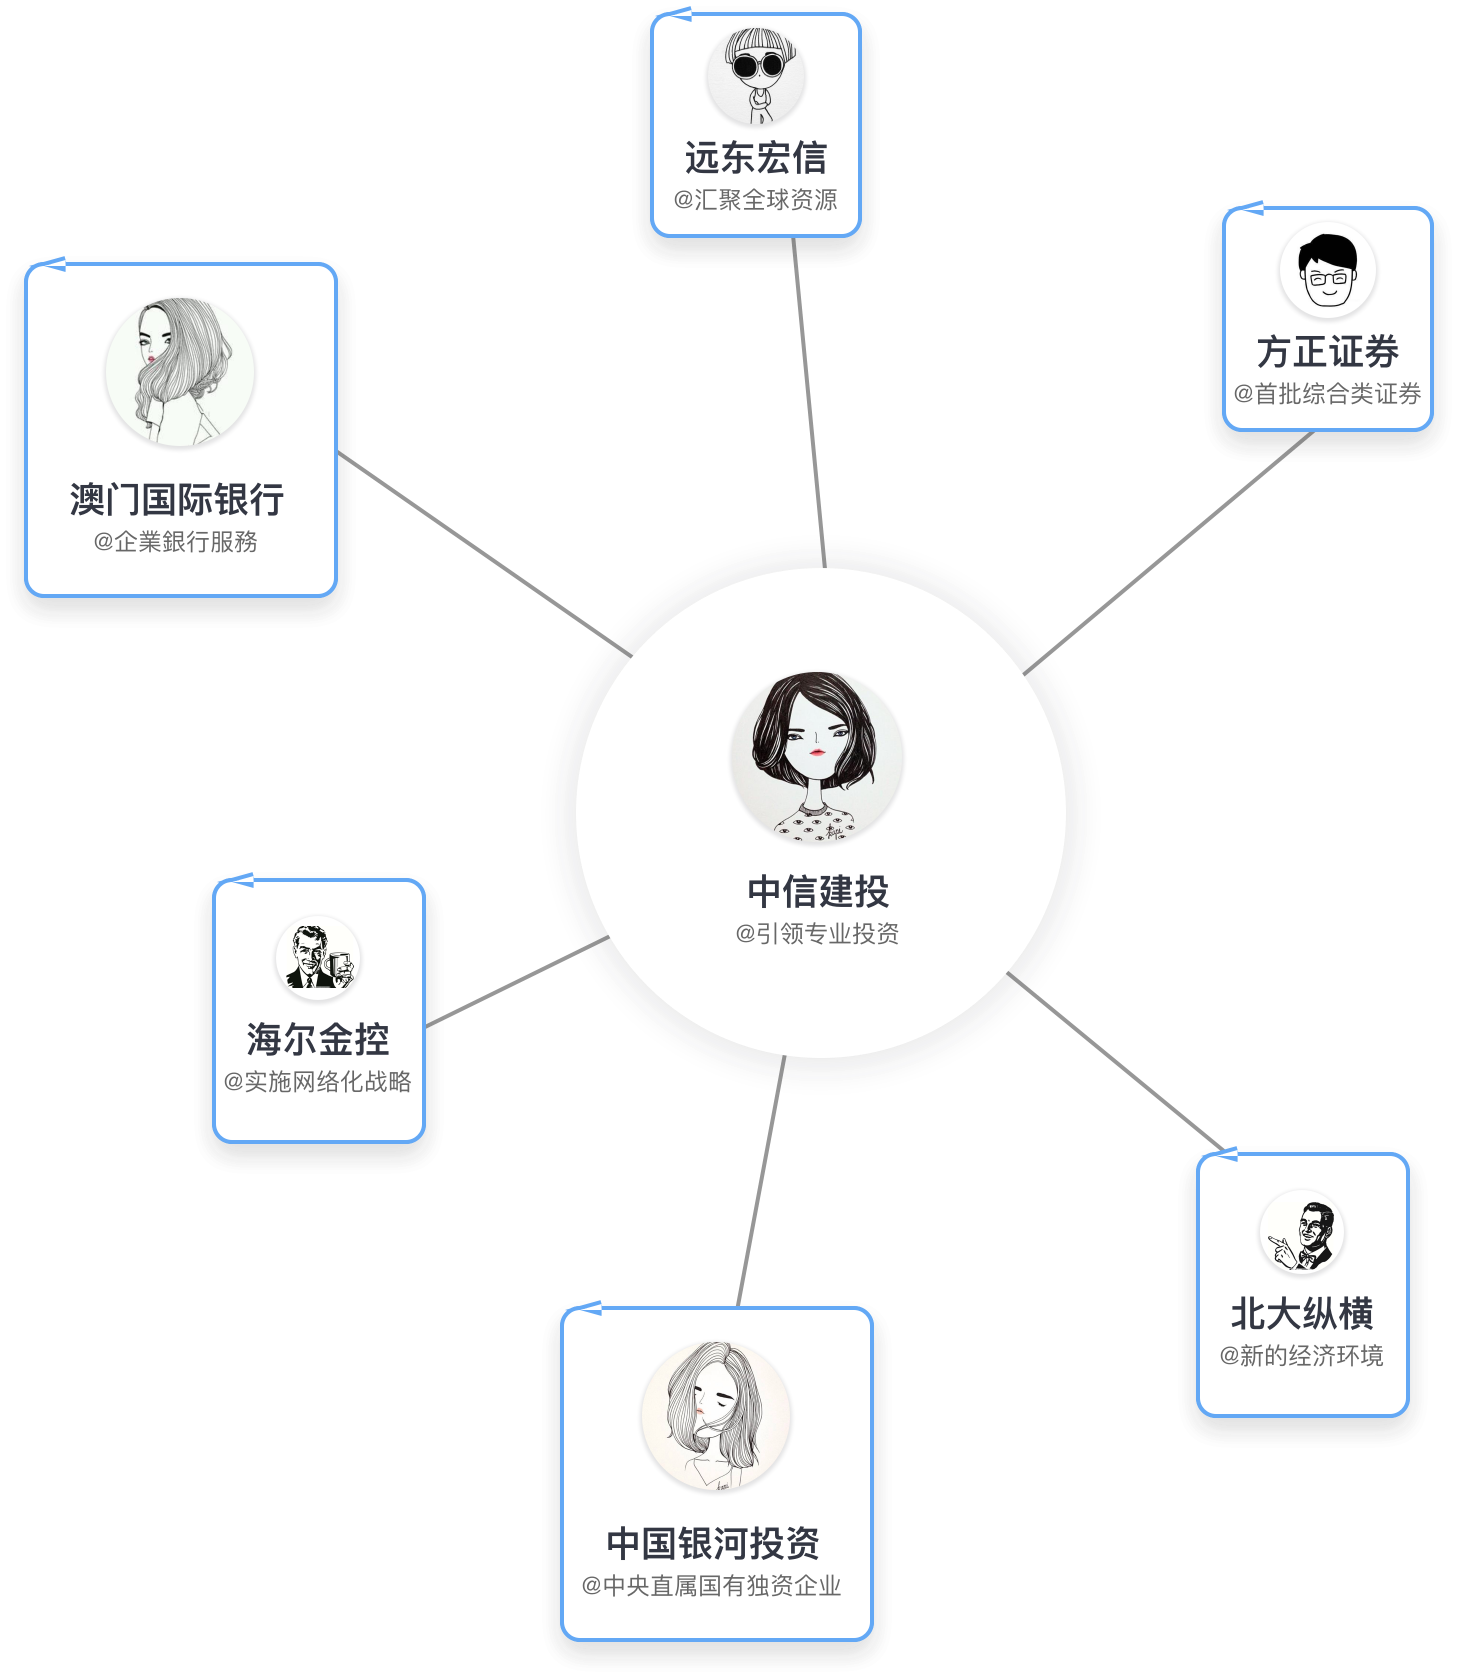 远东宏信
@汇聚全球资源
方正证券
@首批综合类证券
澳门国际银行
@企業銀行服務
中信建投
@引领专业投资
海尔金控
@实施网络化战略
北大纵横
@新的经济环境
中国银河投资
@中央直属国有独资企业